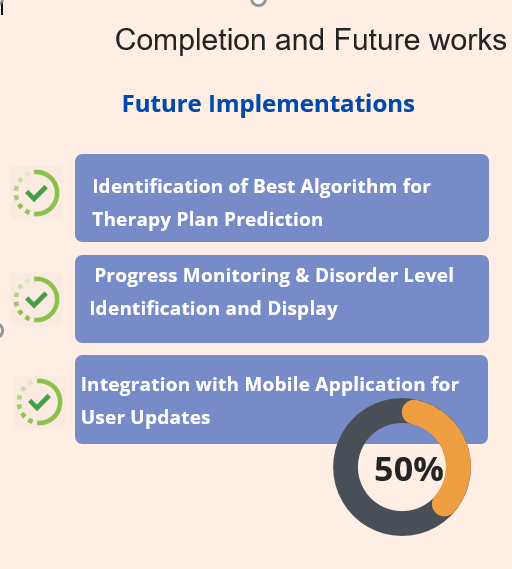 Completion and Future works
Future Implementations
Identification of Best Algorithm for
Therapy Plan Prediction
Progress Monitoring & Disorder Level
Identification and Display
Integration with Mobile Application for
User Updates
50%